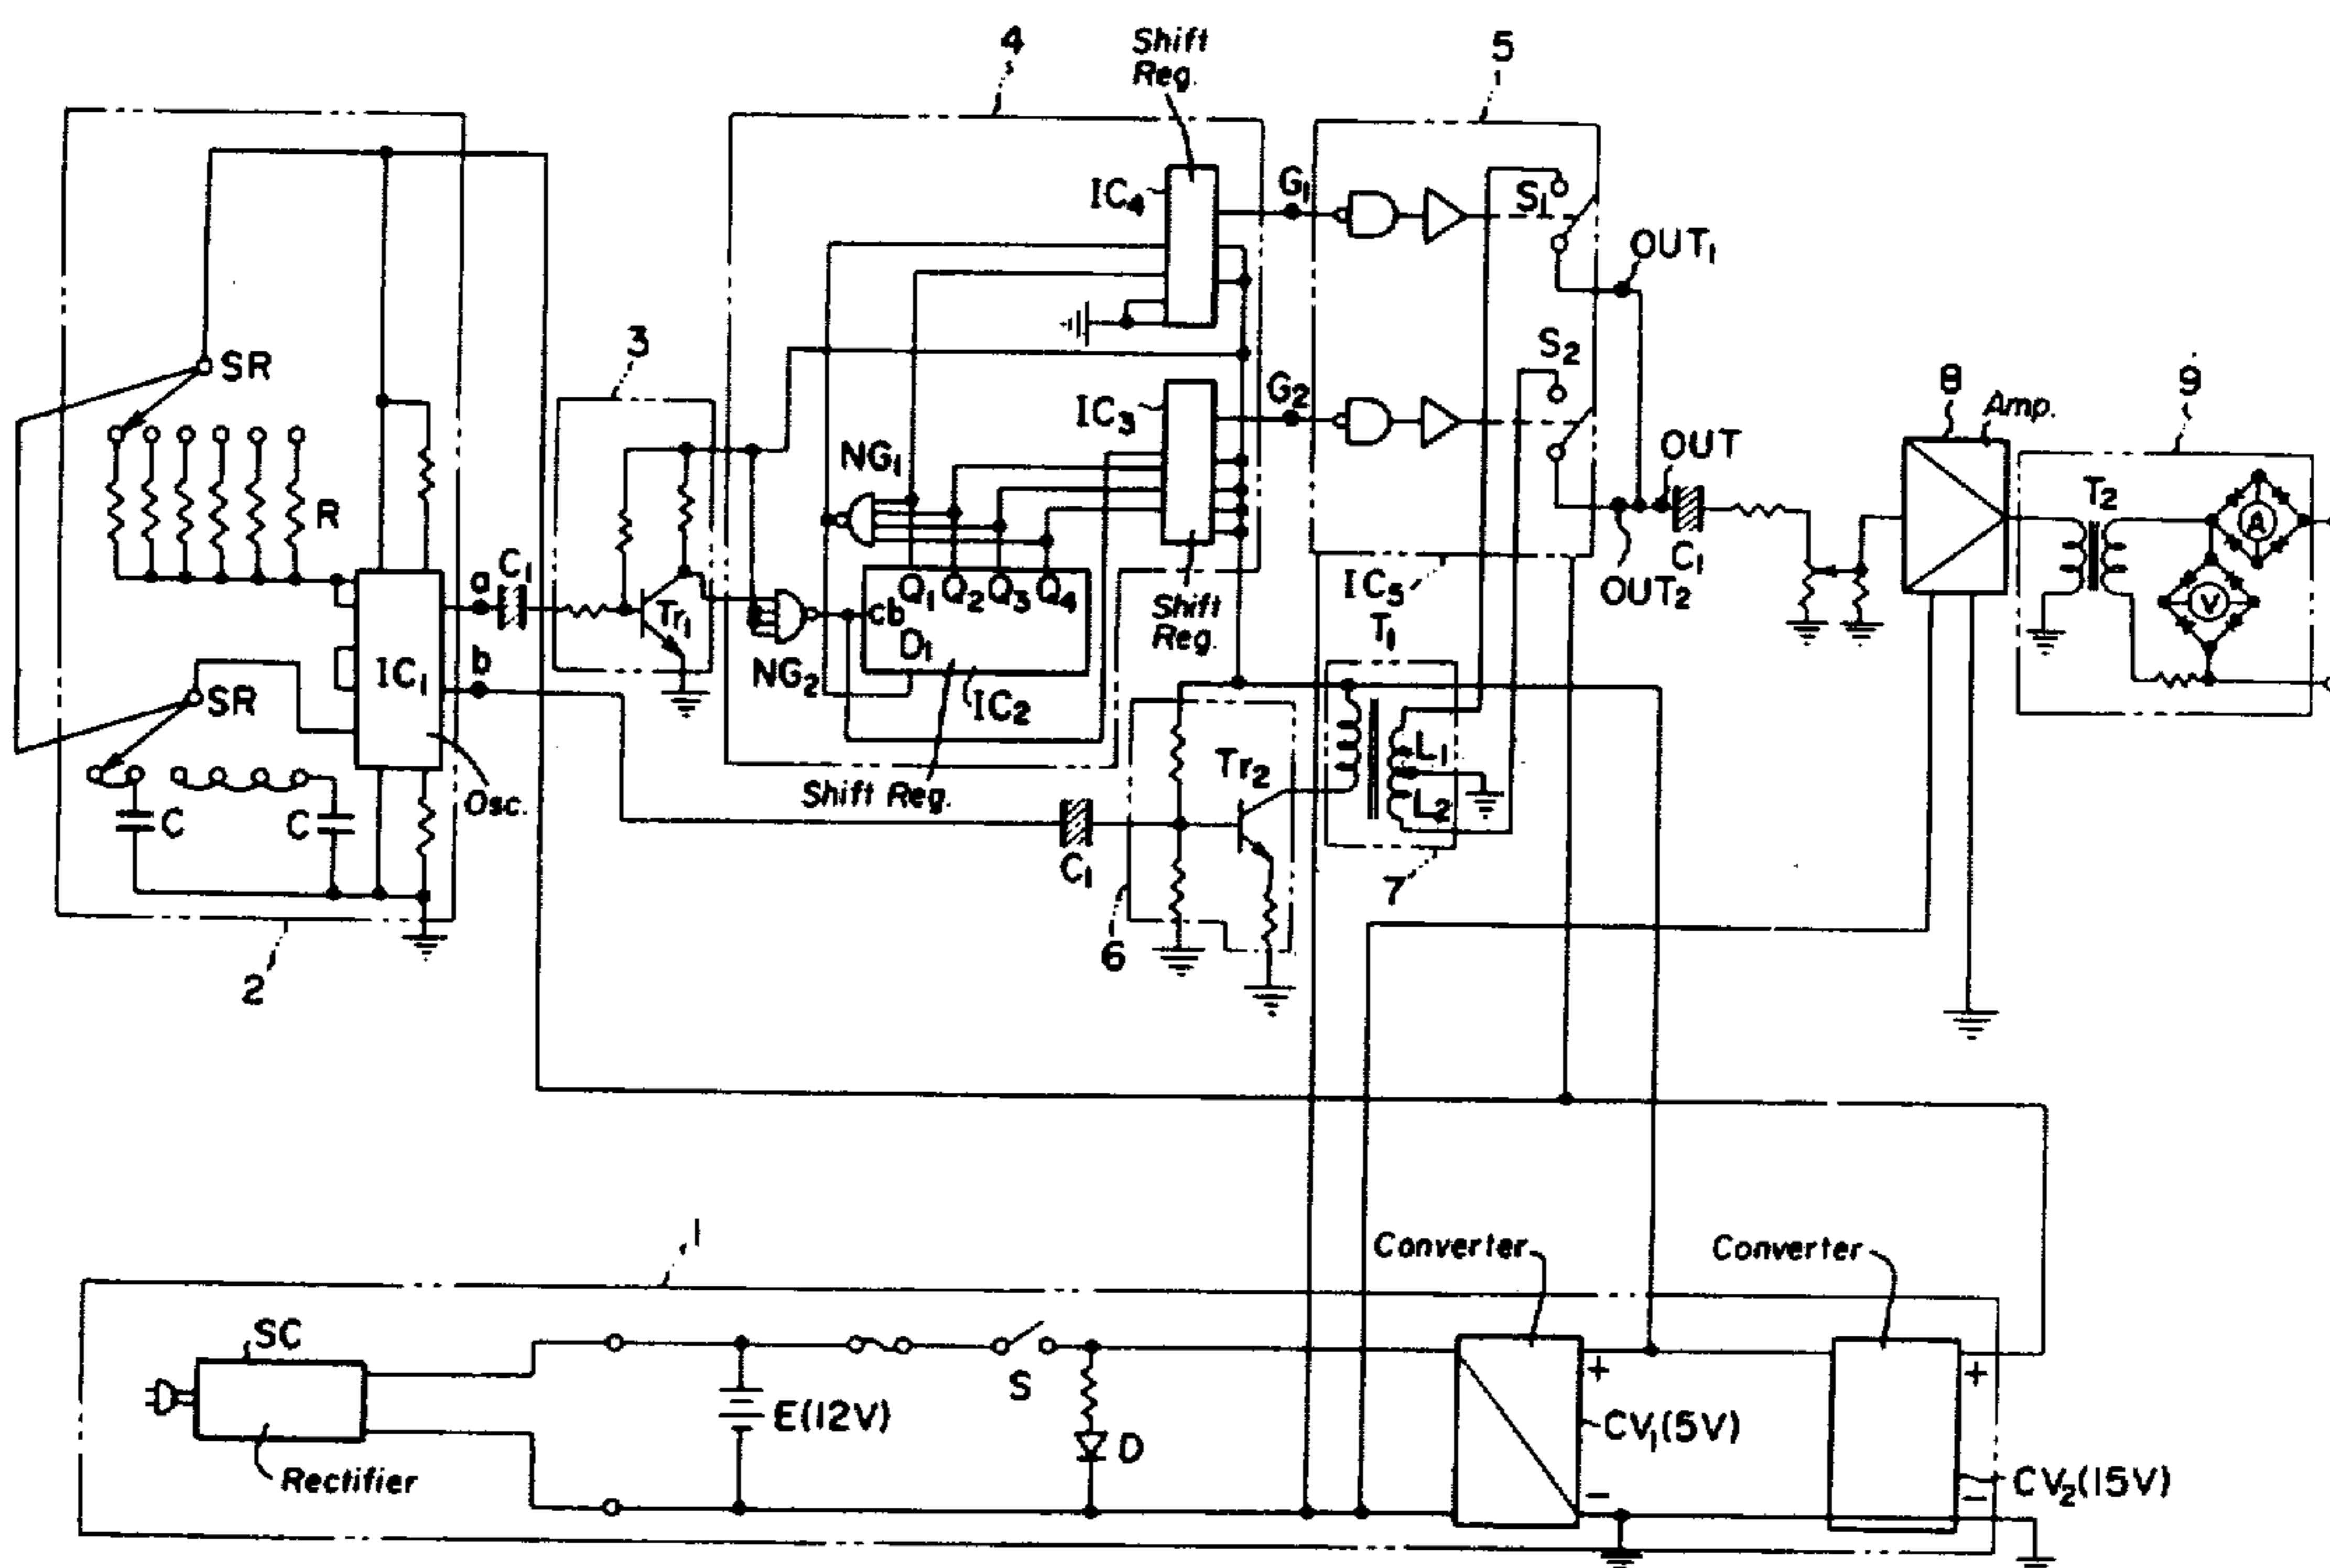 4
Shift
Reg.
5
IC₄
G₁
S₁
OUT₁
3
SR
S₂
8
9
IC₃
G₂
Amp.
NG₁
OUT
T₂
R
A
a
C₁
Q₁ Q₂ Q₃ Q₄
Shift
Reg.
IC₅
C₁
OUT₂
V
Tr₁
cb
D₁
T₁
IC₁
b
NG₂
IC₂
SR
Tr₂
L₁
L₂
Osc.
Shift Reg.
C
C
C₁
7
6
2
1
Converter
Converter
SC
+
+
S
E(12V)
CV₁(5V)
D
Rectifier
−
−
CV₂(15V)